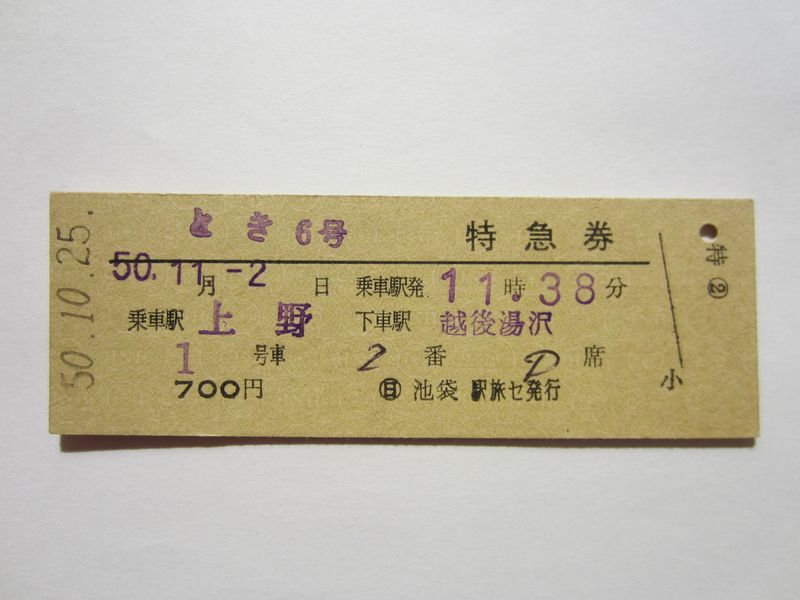 50.10.25.
とき6号 特急券
50.11.-2 月 日 乗車駅発 11時38分
乗車駅 上野 下車駅 越後湯沢
1 号車 2 番 D 席
700円 ㊐池袋駅旅セ発行
特②
小